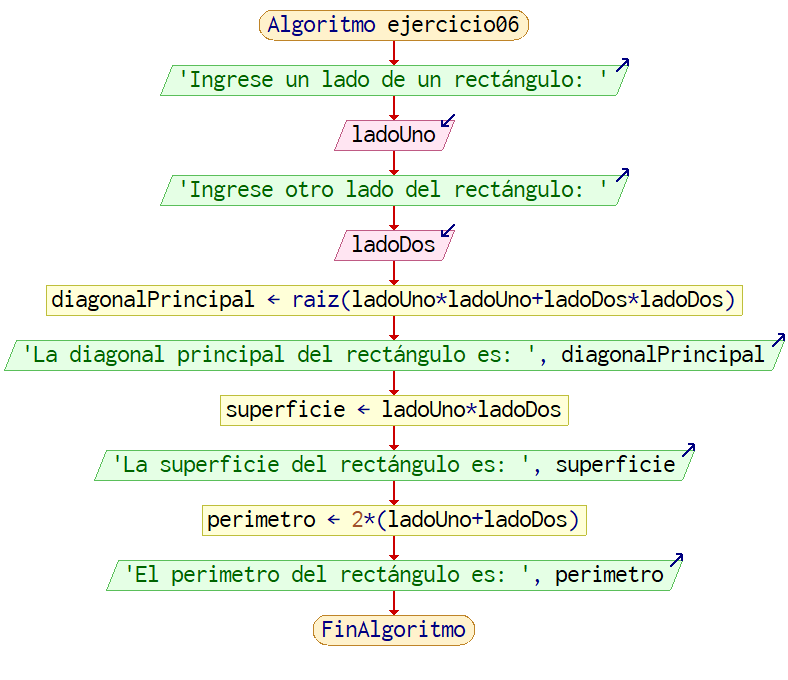 Algoritmo ejercicio06
'Ingrese un lado de un rectángulo: '
ladoUno
'Ingrese otro lado del rectángulo: '
ladoDos
diagonalPrincipal ← raiz(ladoUno*ladoUno+ladoDos*ladoDos)
'La diagonal principal del rectángulo es: ', diagonalPrincipal
superficie ← ladoUno*ladoDos
'La superficie del rectángulo es: ', superficie
perimetro ← 2*(ladoUno+ladoDos)
'El perimetro del rectángulo es: ', perimetro
FinAlgoritmo